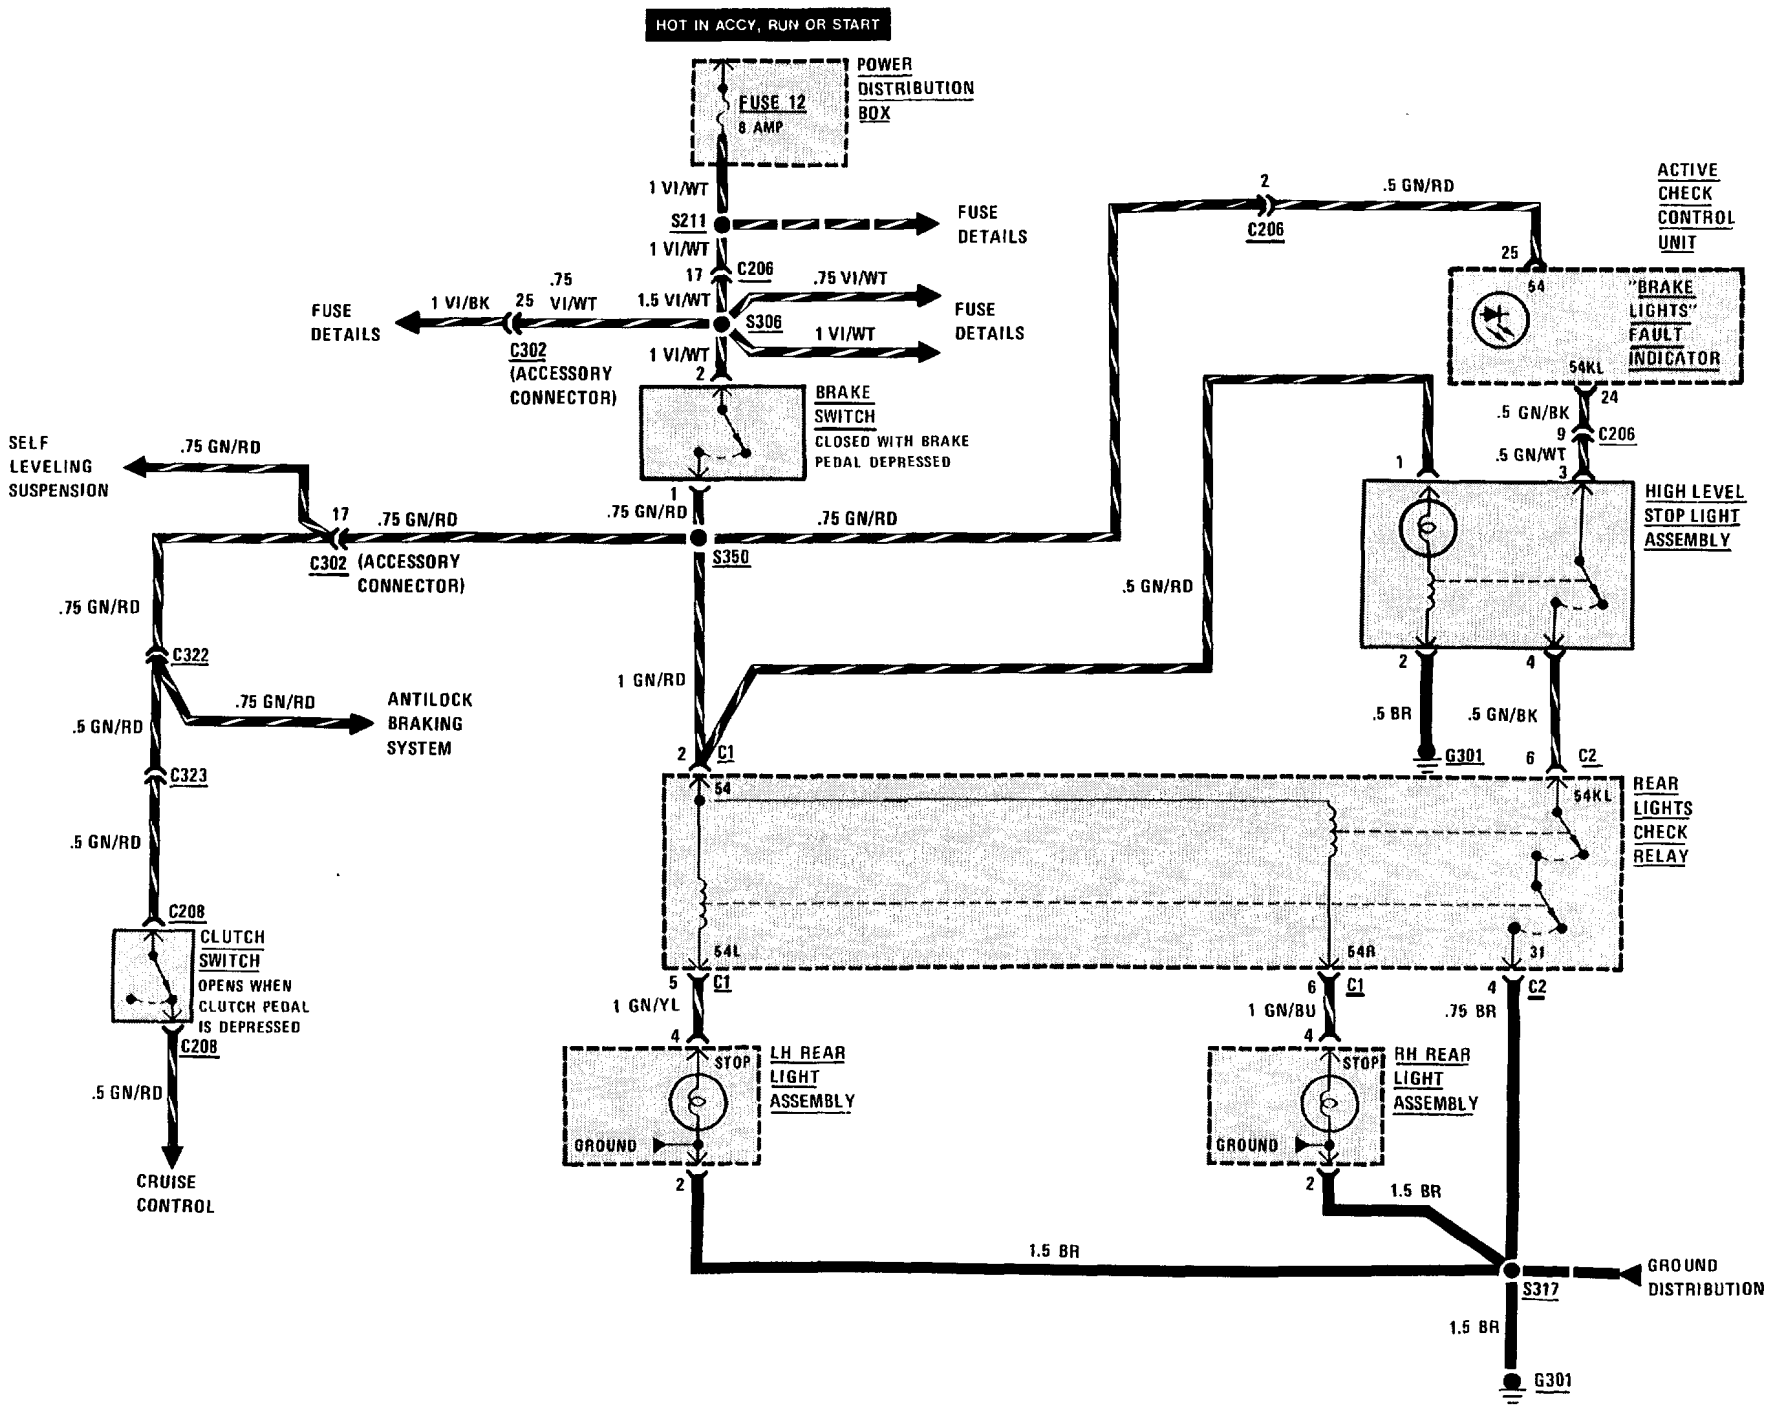 HOT IN ACCY, RUN OR START
POWER
DISTRIBUTION
BOX
FUSE 12
8 AMP
1 VI/WT
S211
FUSE
DETAILS
1 VI/WT
17
C206
.75 VI/WT
1.5 VI/WT
S306
FUSE
DETAILS
1 VI/WT
.75
VI/WT
25
1 VI/BK
FUSE
DETAILS
C302
(ACCESSORY
CONNECTOR)
1 VI/WT
2
BRAKE
SWITCH
CLOSED WITH BRAKE
PEDAL DEPRESSED
1
.75 GN/RD
S350
.75 GN/RD
.75 GN/RD
17
C302
(ACCESSORY
CONNECTOR)
.75 GN/RD
SELF
LEVELING
SUSPENSION
.75 GN/RD
C322
.75 GN/RD
ANTILOCK
BRAKING
SYSTEM
.5 GN/RD
C323
.5 GN/RD
C208
CLUTCH
SWITCH
OPENS WHEN
CLUTCH PEDAL
IS DEPRESSED
C208
.5 GN/RD
CRUISE
CONTROL
2
C206
.5 GN/RD
ACTIVE
CHECK
CONTROL
UNIT
25
54
"BRAKE
LIGHTS"
FAULT
INDICATOR
54KL
24
.5 GN/BK
9
C206
.5 GN/WT
1
3
HIGH LEVEL
STOP LIGHT
ASSEMBLY
.5 GN/RD
2
4
.5 BR
.5 GN/BK
G301
1 GN/RD
2
C1
6
C2
54
54KL
REAR
LIGHTS
CHECK
RELAY
54L
54R
31
5
C1
6
C1
4
C2
1 GN/YL
1 GN/BU
.75 BR
4
4
STOP
LH REAR
LIGHT
ASSEMBLY
GROUND
STOP
RH REAR
LIGHT
ASSEMBLY
GROUND
2
2
1.5 BR
1.5 BR
S317
GROUND
DISTRIBUTION
1.5 BR
G301